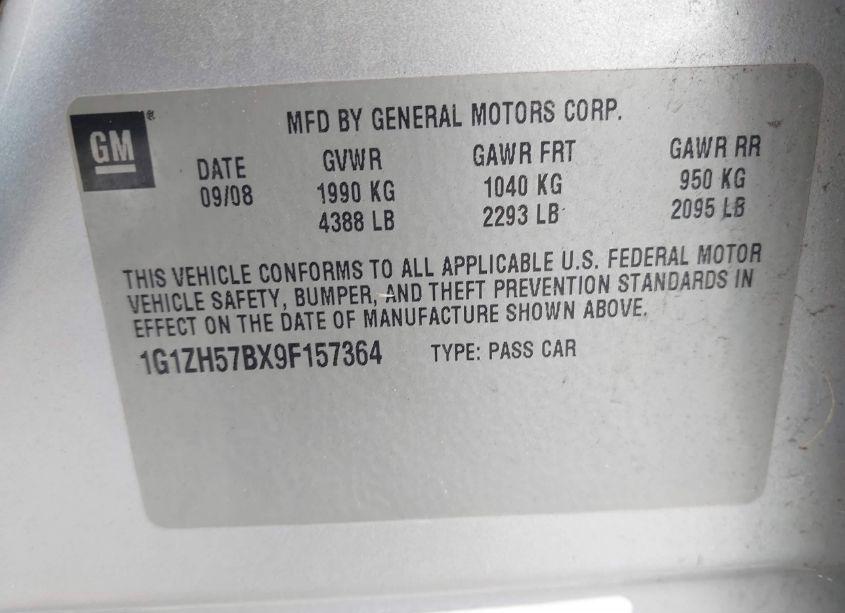 GM®
MFD BY GENERAL MOTORS CORP.
DATE GVWR GAWR FRT GAWR RR
09/08 1990 KG 1040 KG 950 KG
4388 LB 2293 LB 2095 LB
THIS VEHICLE CONFORMS TO ALL APPLICABLE U.S. FEDERAL MOTOR
VEHICLE SAFETY, BUMPER, AND THEFT PREVENTION STANDARDS IN
EFFECT ON THE DATE OF MANUFACTURE SHOWN ABOVE.
1G1ZH57BX9F157364 TYPE: PASS CAR